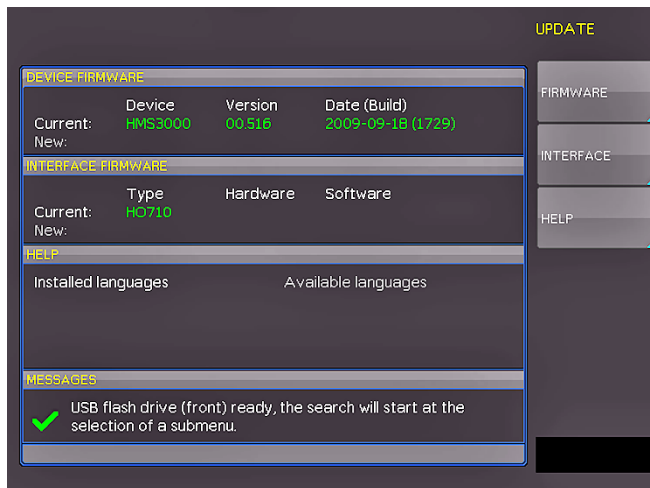 UPDATE
DEVICE FIRMWARE
Device Version Date (Build)
Current: HMS3000 00.516 2009-09-18 (1729)
New:
INTERFACE FIRMWARE
Type Hardware Software
Current: HO710
New:
HELP
Installed languages Available languages
MESSAGES
USB flash drive (front) ready, the search will start at the
selection of a submenu.
FIRMWARE
INTERFACE
HELP